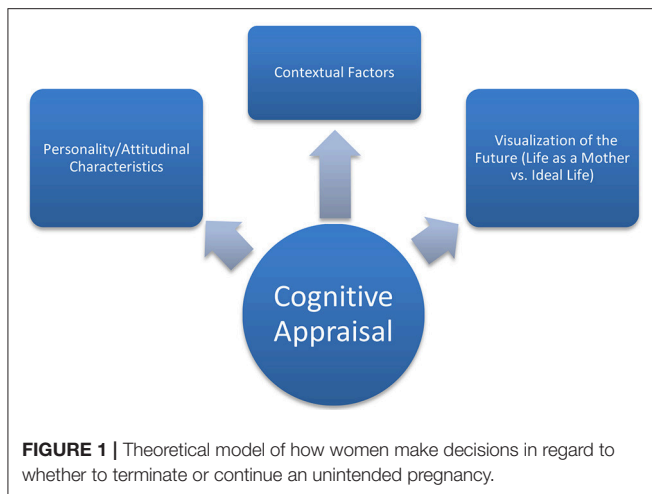 Contextual Factors
Personality/Attitudinal
Characteristics
Visualization of the
Future (Life as a Mother
vs. Ideal Life)
Cognitive
Appraisal
FIGURE 1 | Theoretical model of how women make decisions in regard to
whether to terminate or continue an unintended pregnancy.